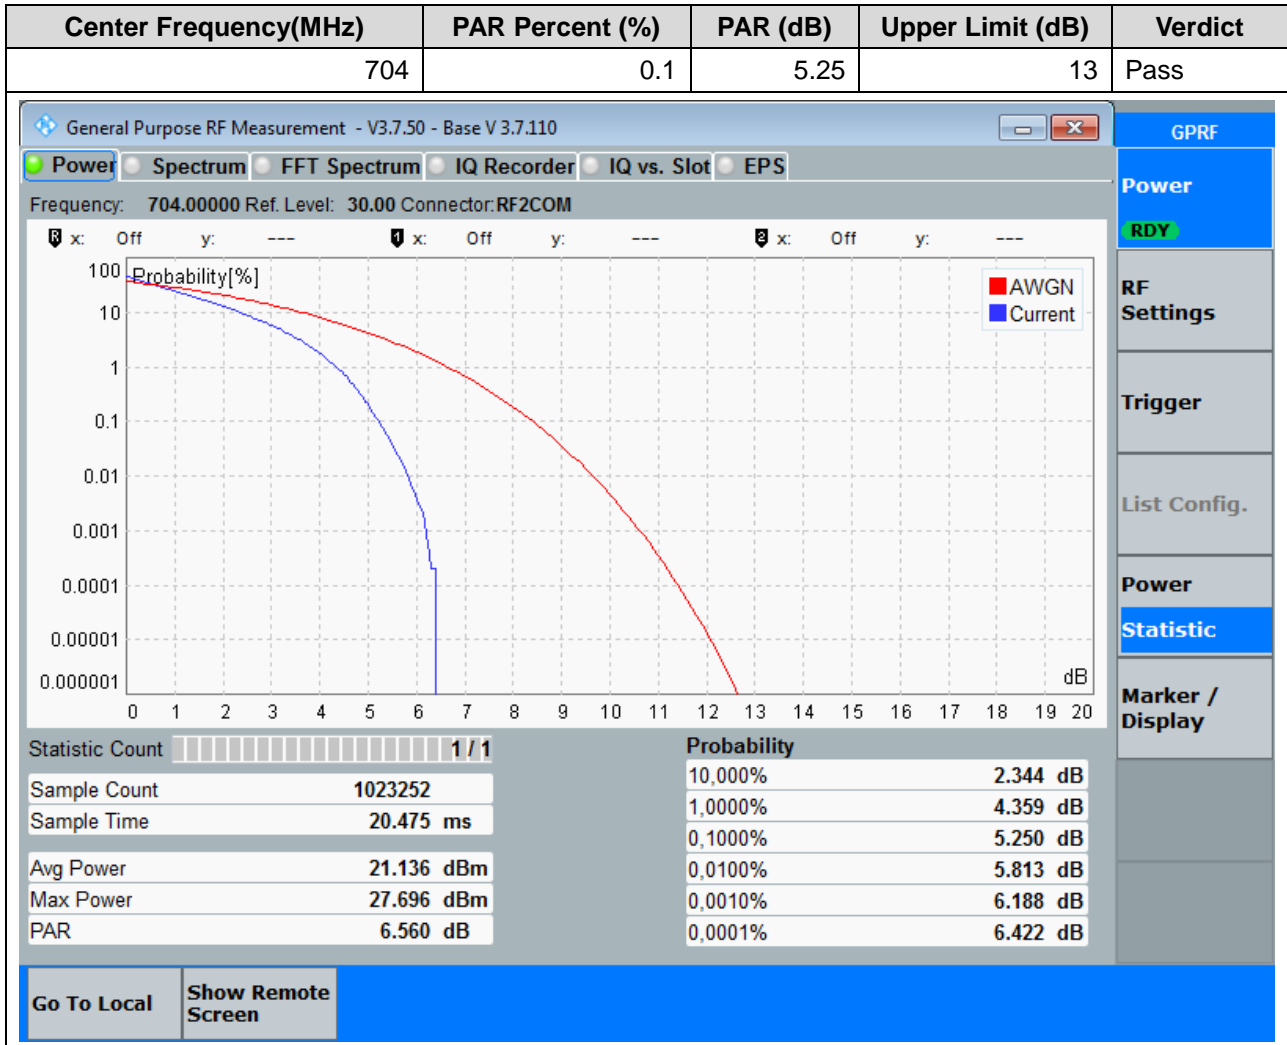 Center Frequency(MHz) PAR Percent (%) PAR (dB) Upper Limit (dB) Verdict
704 0.1 5.25 13 Pass
General Purpose RF Measurement - V3.7.50 - Base V 3.7.110
GPRF
Power Spectrum FFT Spectrum IQ Recorder IQ vs. Slot EPS
Frequency: 704.00000 Ref. Level: 30.00 Connector:RF2COM
R x: Off y: --- 1 x: Off y: --- 2 x: Off y: ---
Probability[%]
AWGN
Current
100
10
1
0.1
0.01
0.001
0.0001
0.00001
0.000001
dB
0 1 2 3 4 5 6 7 8 9 10 11 12 13 14 15 16 17 18 19 20
Statistic Count 1 / 1
Sample Count 1023252
Sample Time 20.475 ms
Avg Power 21.136 dBm
Max Power 27.696 dBm
PAR 6.560 dB
Probability
10,000% 2.344 dB
1,0000% 4.359 dB
0,1000% 5.250 dB
0,0100% 5.813 dB
0,0010% 6.188 dB
0,0001% 6.422 dB
Power
RDY
RF
Settings
Trigger
List Config.
Power
Statistic
Marker /
Display
Go To Local
Show Remote
Screen